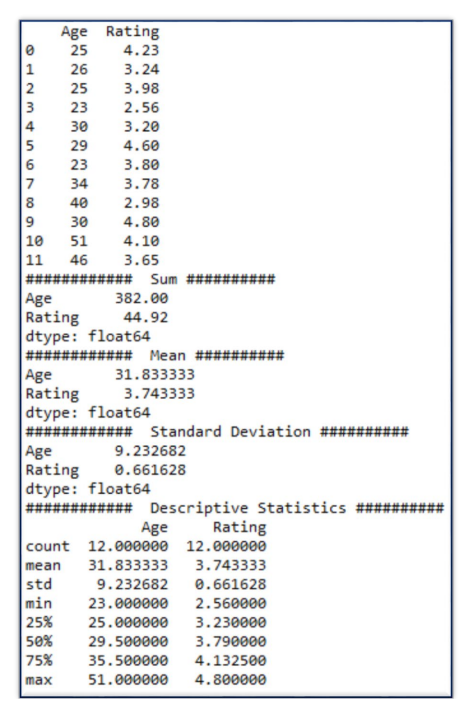 Age  Rating
0    25    4.23
1    26    3.24
2    25    3.98
3    23    2.56
4    30    3.20
5    29    4.60
6    23    3.80
7    34    3.78
8    40    2.98
9    30    4.80
10   51    4.10
11   46    3.65
############  Sum ##########
Age       382.00
Rating     44.92
dtype: float64
############  Mean ##########
Age       31.833333
Rating     3.743333
dtype: float64
############  Standard Deviation ##########
Age       9.232682
Rating    0.661628
dtype: float64
############  Descriptive Statistics ##########
             Age     Rating
count  12.000000  12.000000
mean   31.833333   3.743333
std     9.232682   0.661628
min    23.000000   2.560000
25%    25.000000   3.230000
50%    29.500000   3.790000
75%    35.500000   4.132500
max    51.000000   4.800000